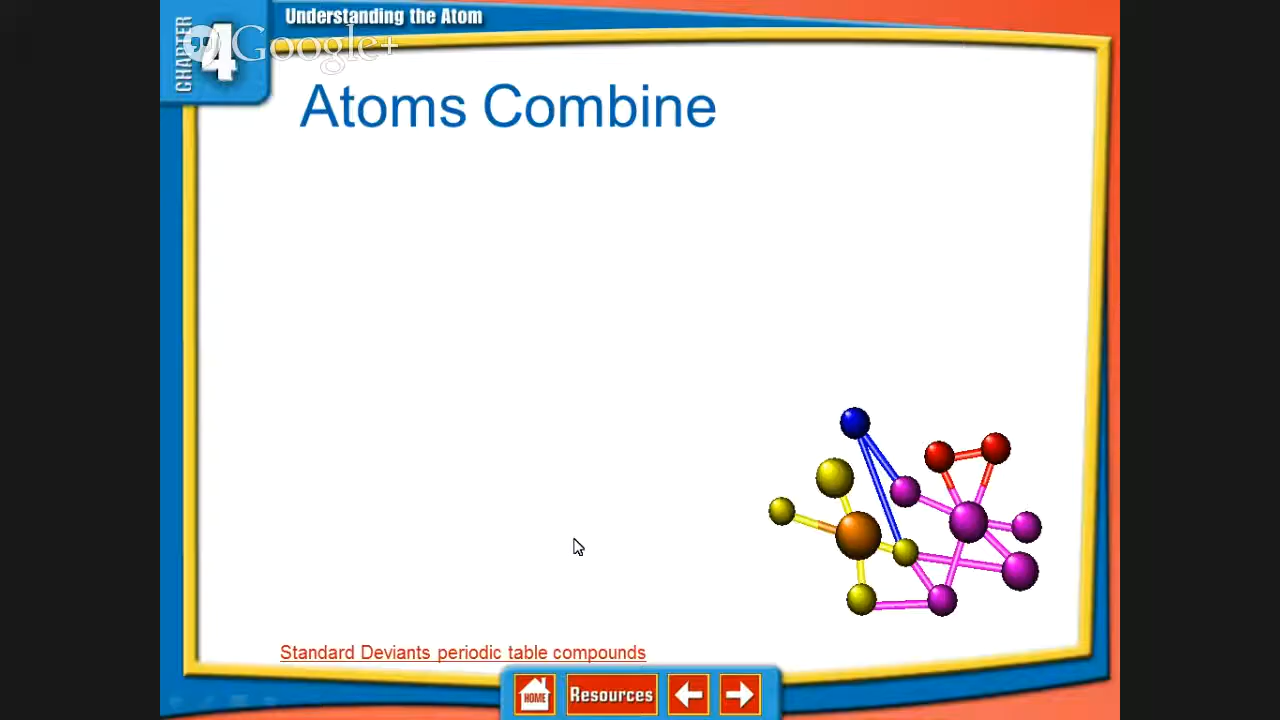 Understanding the Atom
CHAPTER
4
Google+
Atoms Combine
Standard Deviants periodic table compounds
HOME
Resources